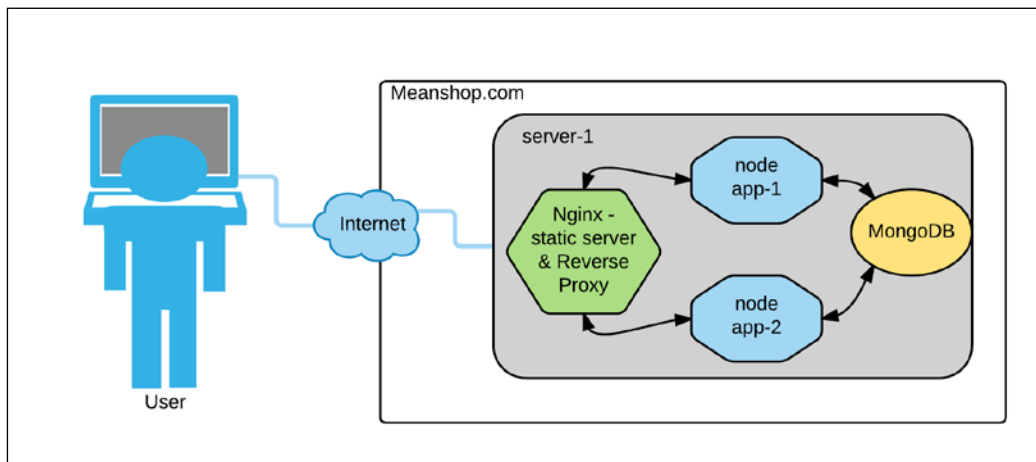 Meanshop.com
server-1
node
app-1
Internet
Nginx -
static server
& Reverse
Proxy
MongoDB
node
app-2
User